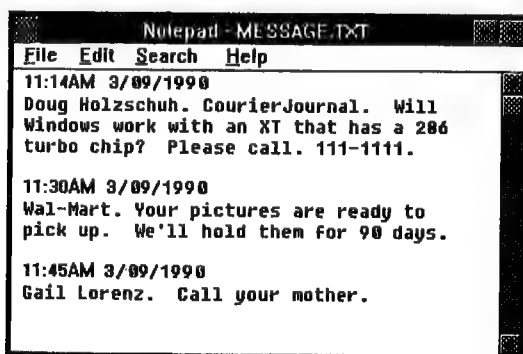 Notepad - MESSAGE.TXT
File Edit Search Help
11:14AM 3/09/1990
Doug Holzschuh. CourierJournal. Will
Windows work with an XT that has a 286
turbo chip? Please call. 111-1111.
11:30AM 3/09/1990
Wal-Mart. Your pictures are ready to
pick up. We'll hold them for 90 days.
11:45AM 3/09/1990
Gail Lorenz. Call your mother.